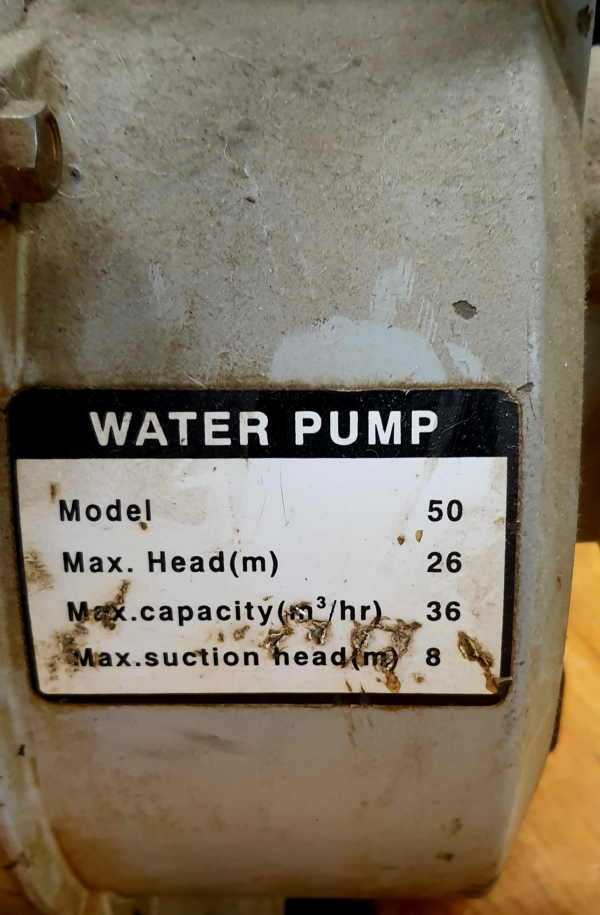 WATER PUMP
Model 50
Max. Head(m) 26
Max.capacity(m³/hr) 36
Max.suction head(m) 8